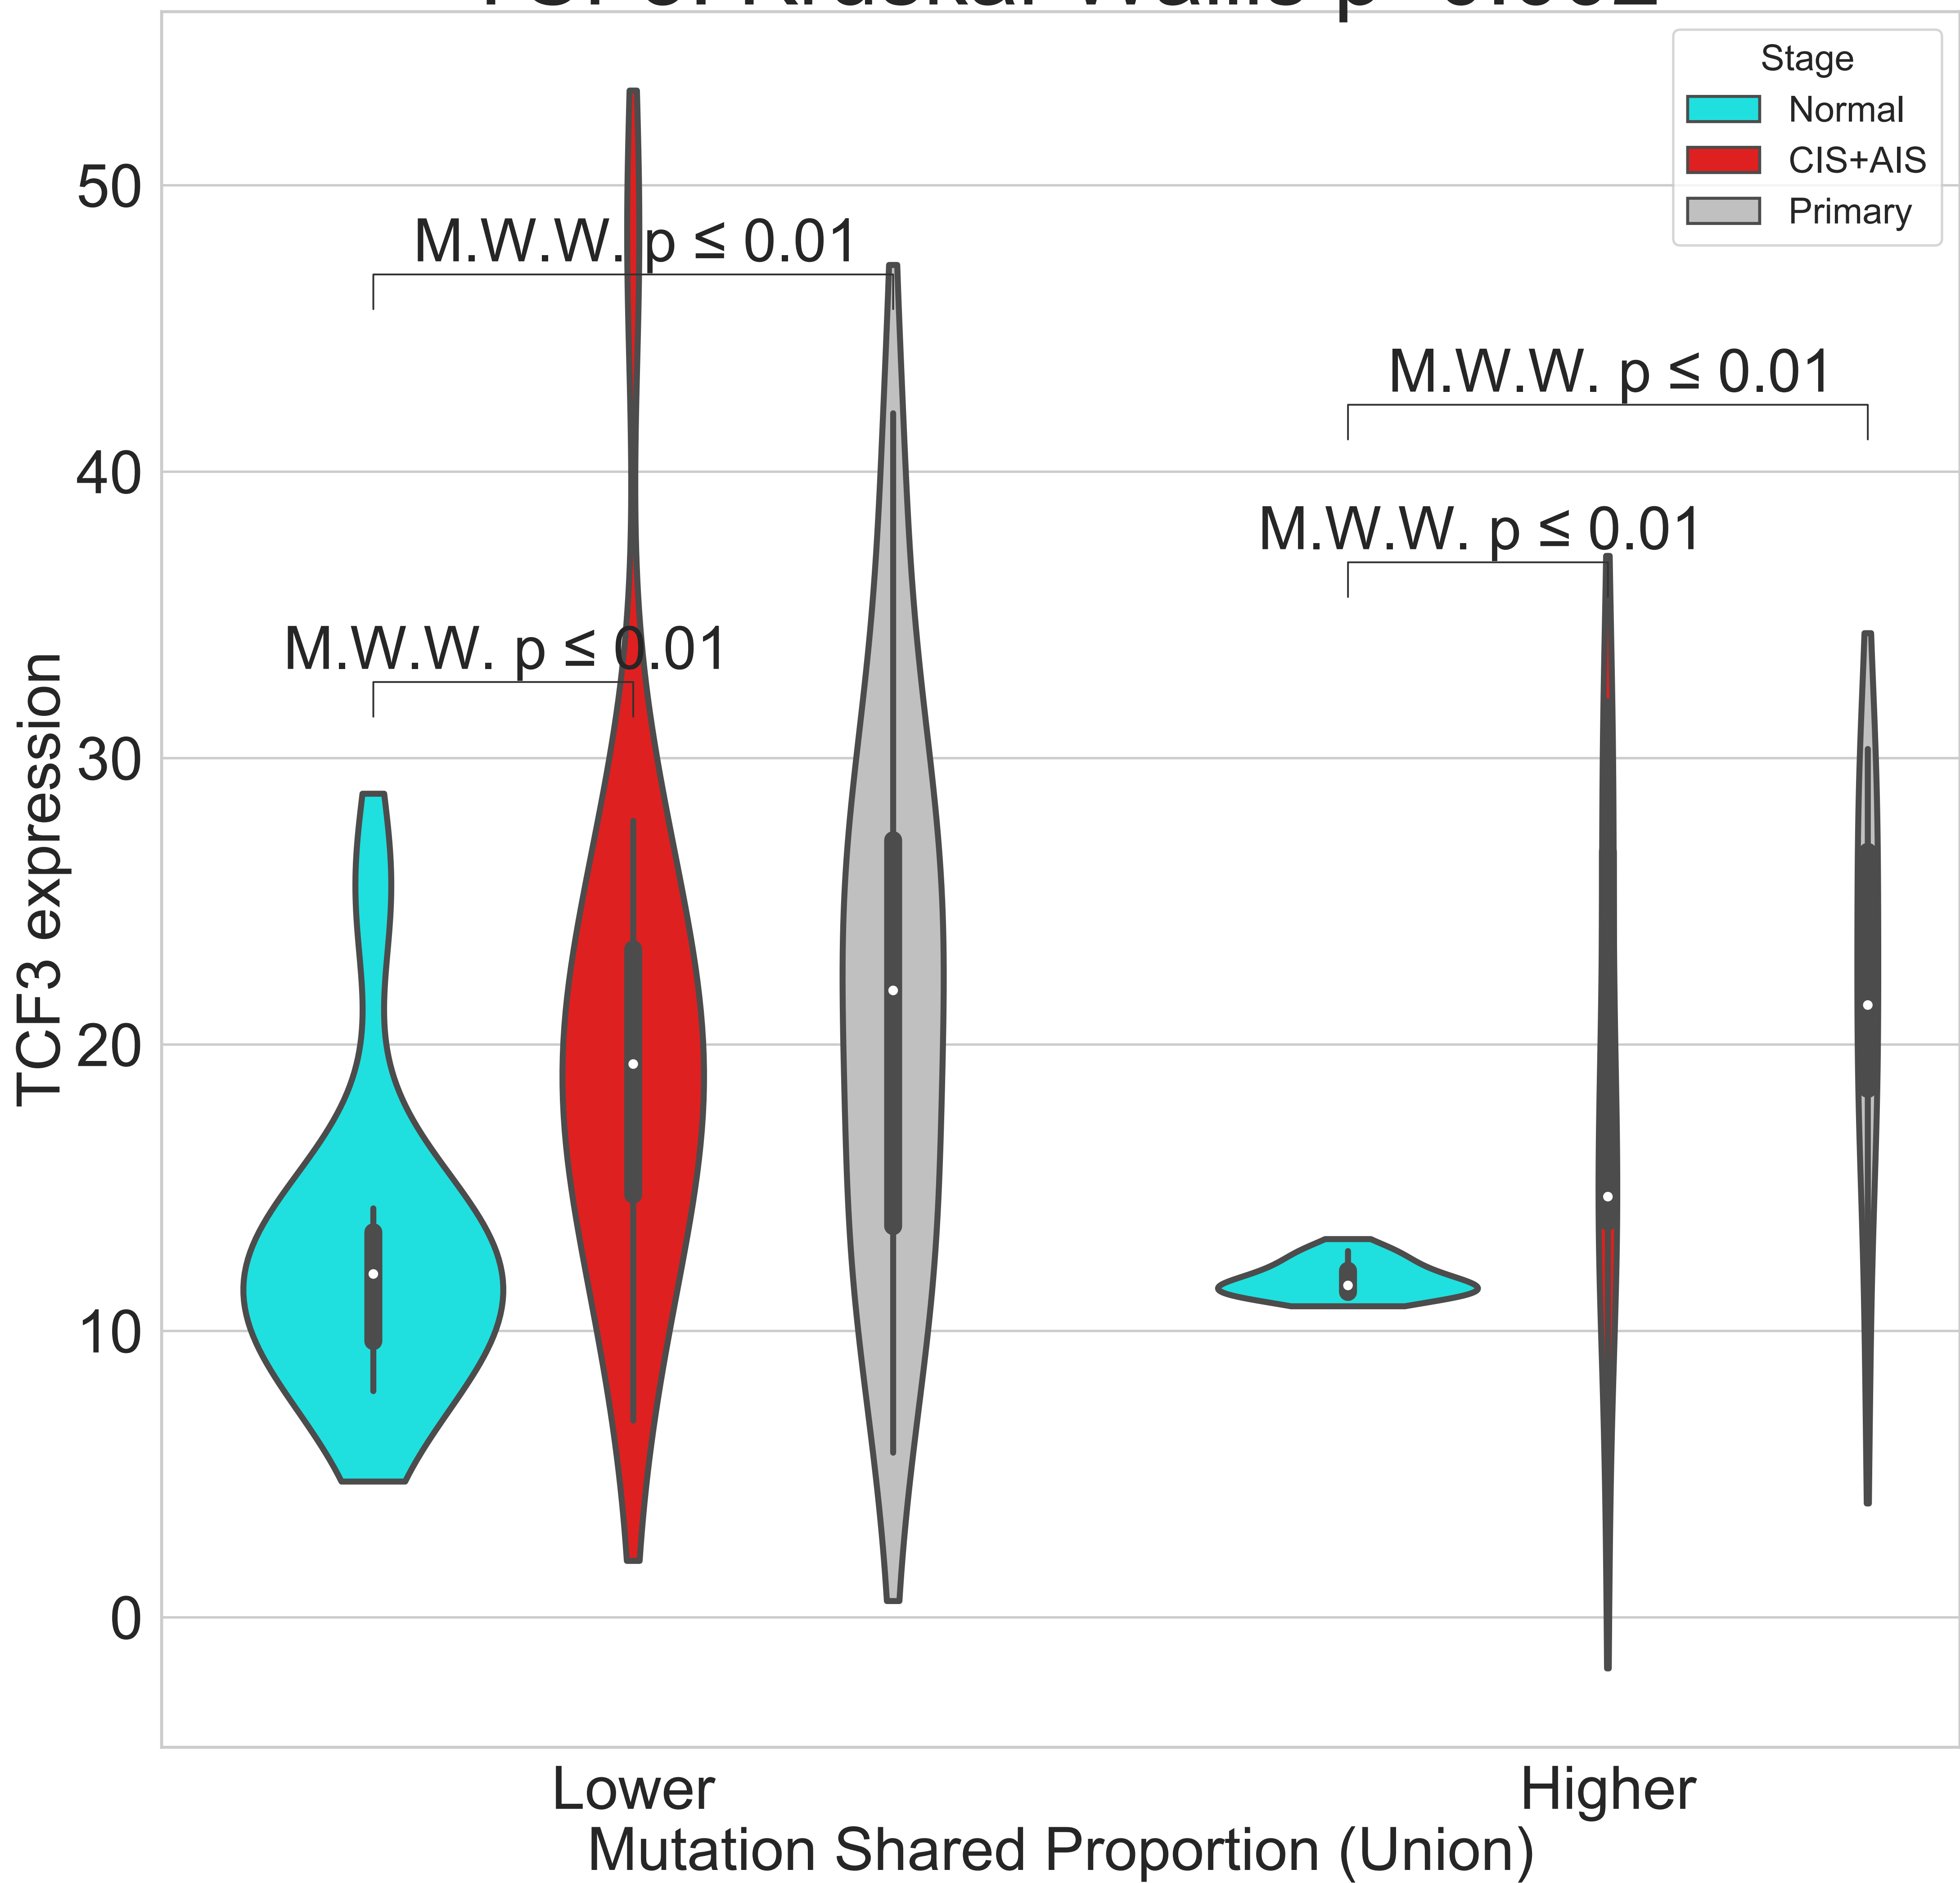 Stage
Normal
CIS+AIS
Primary
50
40
30
20
10
0
TCF3 expression
M.W.W. p ≤ 0.01
M.W.W. p ≤ 0.01
M.W.W. p ≤ 0.01
M.W.W. p ≤ 0.01
Lower
Higher
Mutation Shared Proportion (Union)